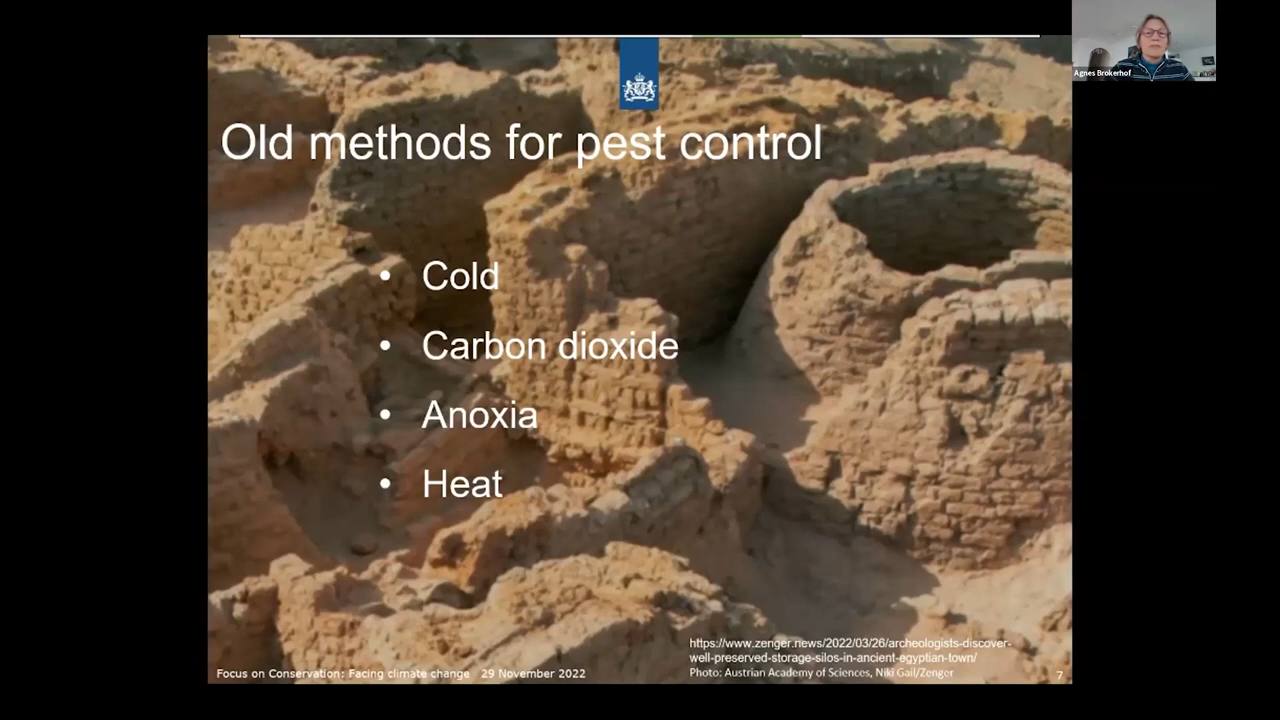 Agnes Brokerhof
Old methods for pest control
• Cold
• Carbon dioxide
• Anoxia
• Heat
https://www.zenger.news/2022/03/26/archeologists-discover-
well-preserved-storage-silos-in-ancient-egyptian-town/
Photo: Austrian Academy of Sciences, Niki Gail/Zenger
Focus on Conservation: Facing climate change 29 November 2022
7